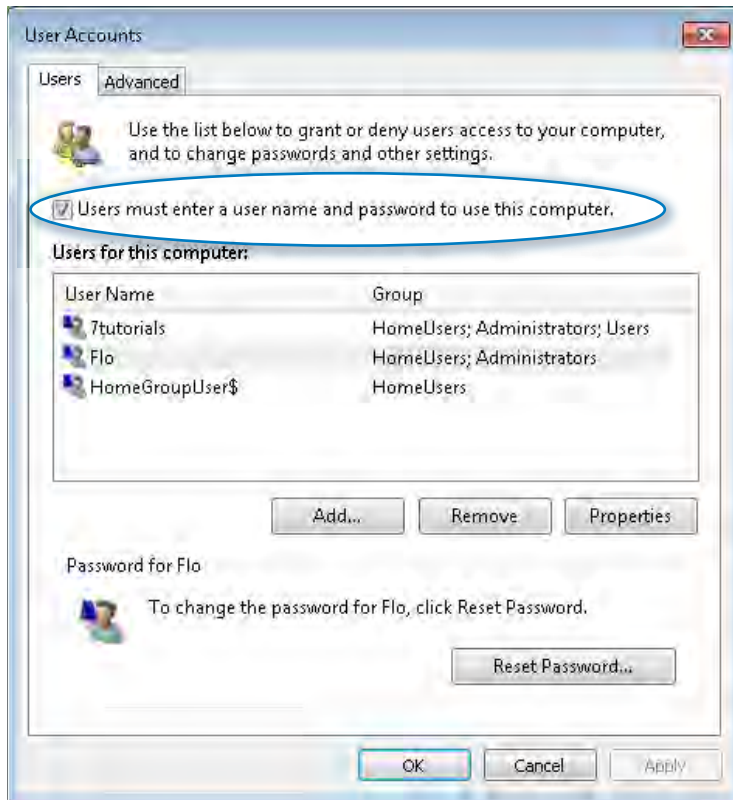 User Accounts
Users Advanced
Use the list below to grant or deny users access to your computer,
and to change passwords and other settings.
Users must enter a user name and password to use this computer.
Users for this computer:
User Name Group
7tutorials HomeUsers; Administrators; Users
Flo HomeUsers; Administrators
HomeGroupUser$ HomeUsers
Add... Remove Properties
Password for Flo
To change the password for Flo, click Reset Password.
Reset Password...
OK Cancel Apply